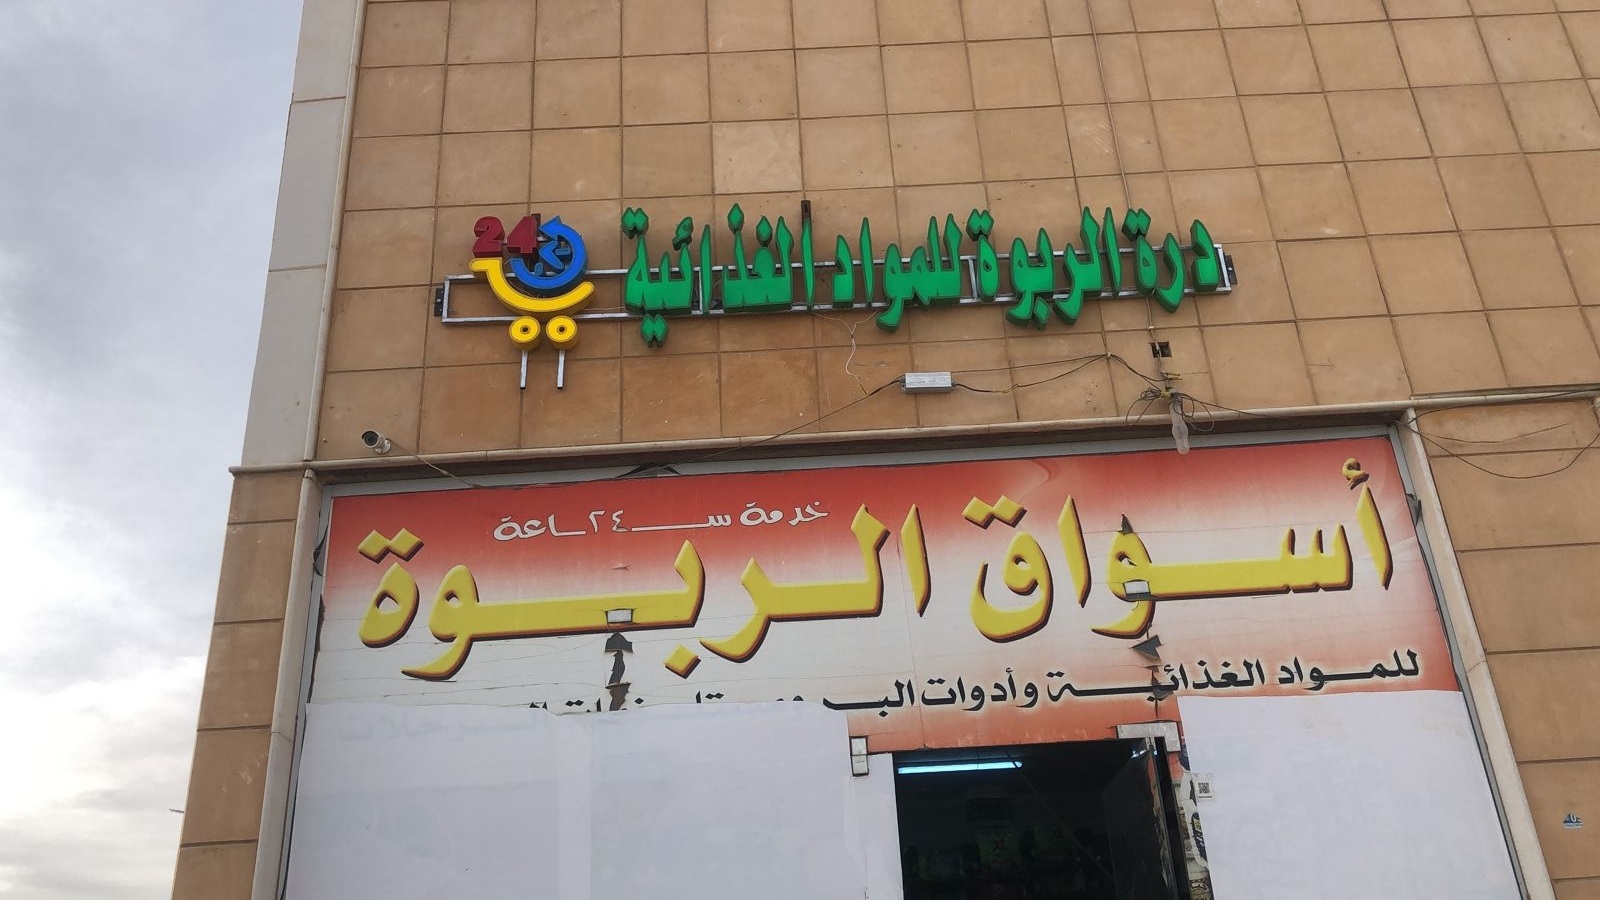 درة الربوة للمواد الغذائية
24
خدمة ٢٤ ساعة
أسواق الربوة
للمواد الغذائية وأدوات